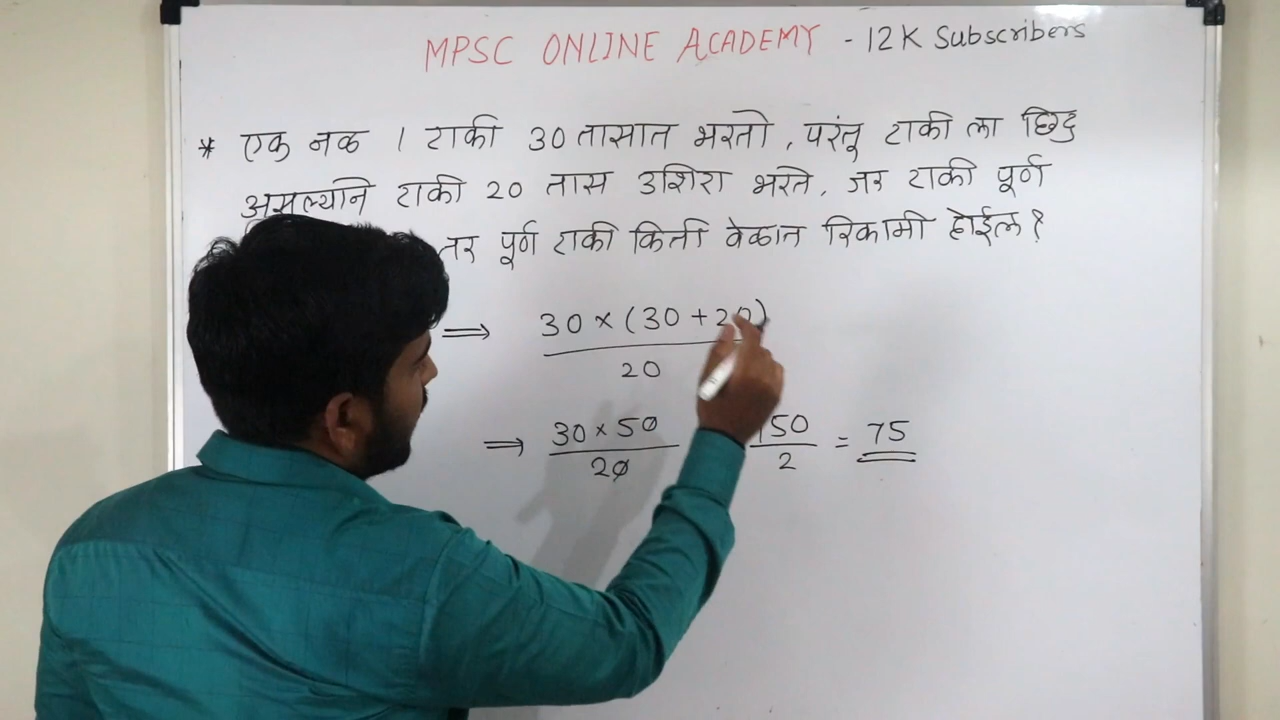 MPSC ONLINE ACADEMY - 12K Subscribers
* एक नळ 1 टाकी 30 तासात भरतो, परंतू टाकी ला छिद्र
असल्याने टाकी 20 तास उशिरा भरते, जर टाकी पूर्ण
तर पूर्ण टाकी किती वेळात रिकामी होईल?
⇒ 30 × (30 + 20) / 20
⇒ 30 × 50 / 20 150 / 2 = 75